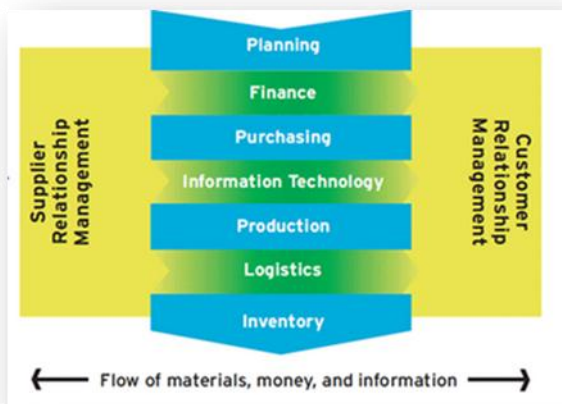 Planning
Finance
Purchasing
Information Technology
Production
Logistics
Inventory
Supplier
Relationship
Management
Customer
Relationship
Management
Flow of materials, money, and information